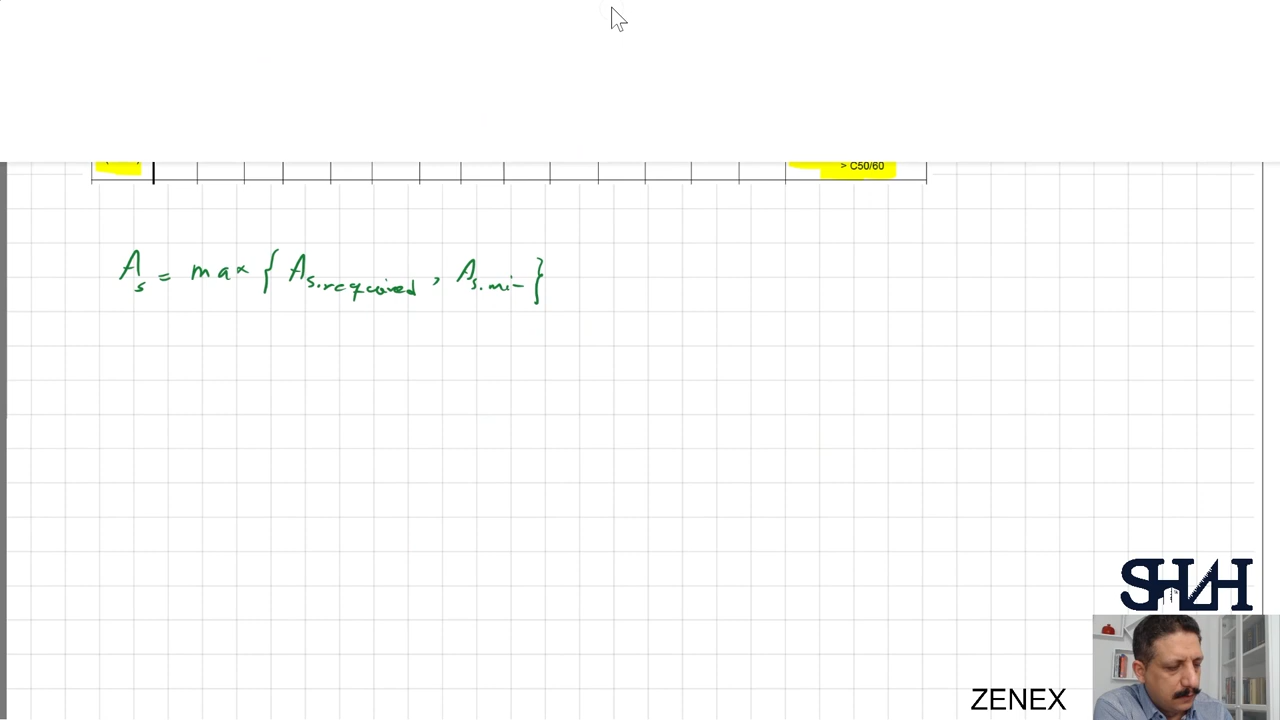 > C50/60
A_s = max { A_s.required , A_s.min }
SHLH
ZENEX